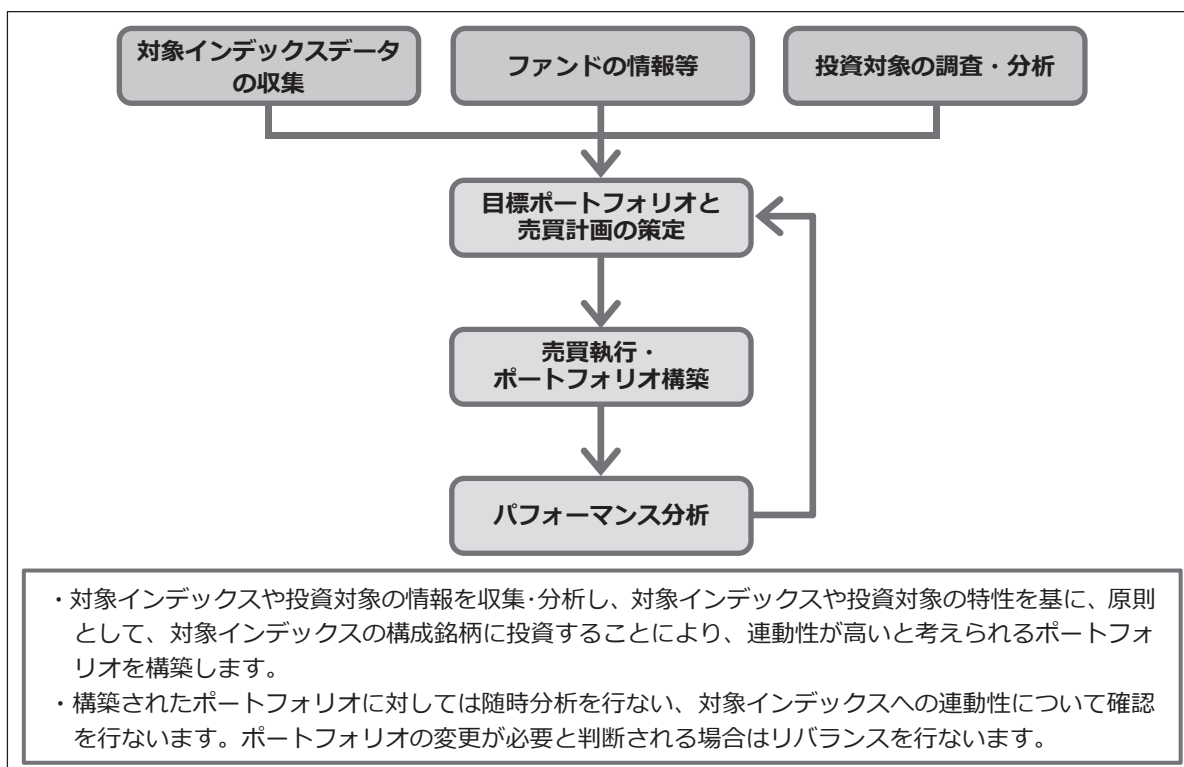 対象インデックスデータ
の収集
ファンドの情報等
投資対象の調査・分析
目標ポートフォリオと
売買計画の策定
売買執行・
ポートフォリオ構築
パフォーマンス分析
・対象インデックスや投資対象の情報を収集・分析し、対象インデックスや投資対象の特性を基に、原則
として、対象インデックスの構成銘柄に投資することにより、連動性が高いと考えられるポートフォ
リオを構築します。
・構築されたポートフォリオに対しては随時分析を行ない、対象インデックスへの連動性について確認
を行ないます。ポートフォリオの変更が必要と判断される場合はリバランスを行ないます。